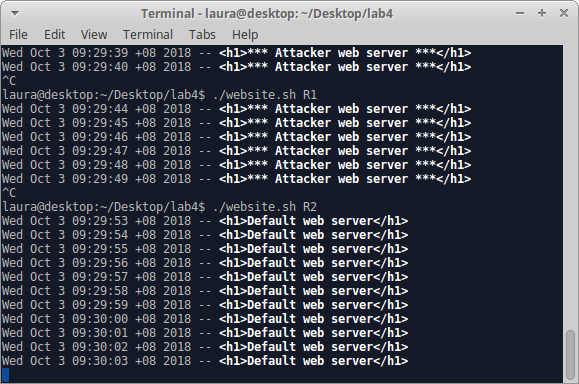 Terminal - laura@desktop: ~/Desktop/lab4
File Edit View Terminal Tabs Help
Wed Oct 3 09:29:39 +08 2018 -- <h1>*** Attacker web server ***</h1>
Wed Oct 3 09:29:40 +08 2018 -- <h1>*** Attacker web server ***</h1>
^C
laura@desktop:~/Desktop/lab4$ ./website.sh R1
Wed Oct 3 09:29:44 +08 2018 -- <h1>*** Attacker web server ***</h1>
Wed Oct 3 09:29:45 +08 2018 -- <h1>*** Attacker web server ***</h1>
Wed Oct 3 09:29:46 +08 2018 -- <h1>*** Attacker web server ***</h1>
Wed Oct 3 09:29:47 +08 2018 -- <h1>*** Attacker web server ***</h1>
Wed Oct 3 09:29:48 +08 2018 -- <h1>*** Attacker web server ***</h1>
Wed Oct 3 09:29:49 +08 2018 -- <h1>*** Attacker web server ***</h1>
^C
laura@desktop:~/Desktop/lab4$ ./website.sh R2
Wed Oct 3 09:29:53 +08 2018 -- <h1>Default web server</h1>
Wed Oct 3 09:29:54 +08 2018 -- <h1>Default web server</h1>
Wed Oct 3 09:29:55 +08 2018 -- <h1>Default web server</h1>
Wed Oct 3 09:29:56 +08 2018 -- <h1>Default web server</h1>
Wed Oct 3 09:29:57 +08 2018 -- <h1>Default web server</h1>
Wed Oct 3 09:29:58 +08 2018 -- <h1>Default web server</h1>
Wed Oct 3 09:29:59 +08 2018 -- <h1>Default web server</h1>
Wed Oct 3 09:30:00 +08 2018 -- <h1>Default web server</h1>
Wed Oct 3 09:30:01 +08 2018 -- <h1>Default web server</h1>
Wed Oct 3 09:30:02 +08 2018 -- <h1>Default web server</h1>
Wed Oct 3 09:30:03 +08 2018 -- <h1>Default web server</h1>